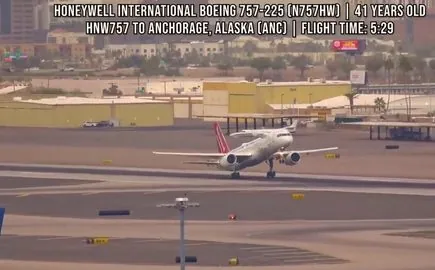 HONEYWELL INTERNATIONAL BOEING 757-225 (N757HW) | 41 YEARS OLD
HNW757 TO ANCHORAGE, ALASKA (ANC) | FLIGHT TIME: 5:29